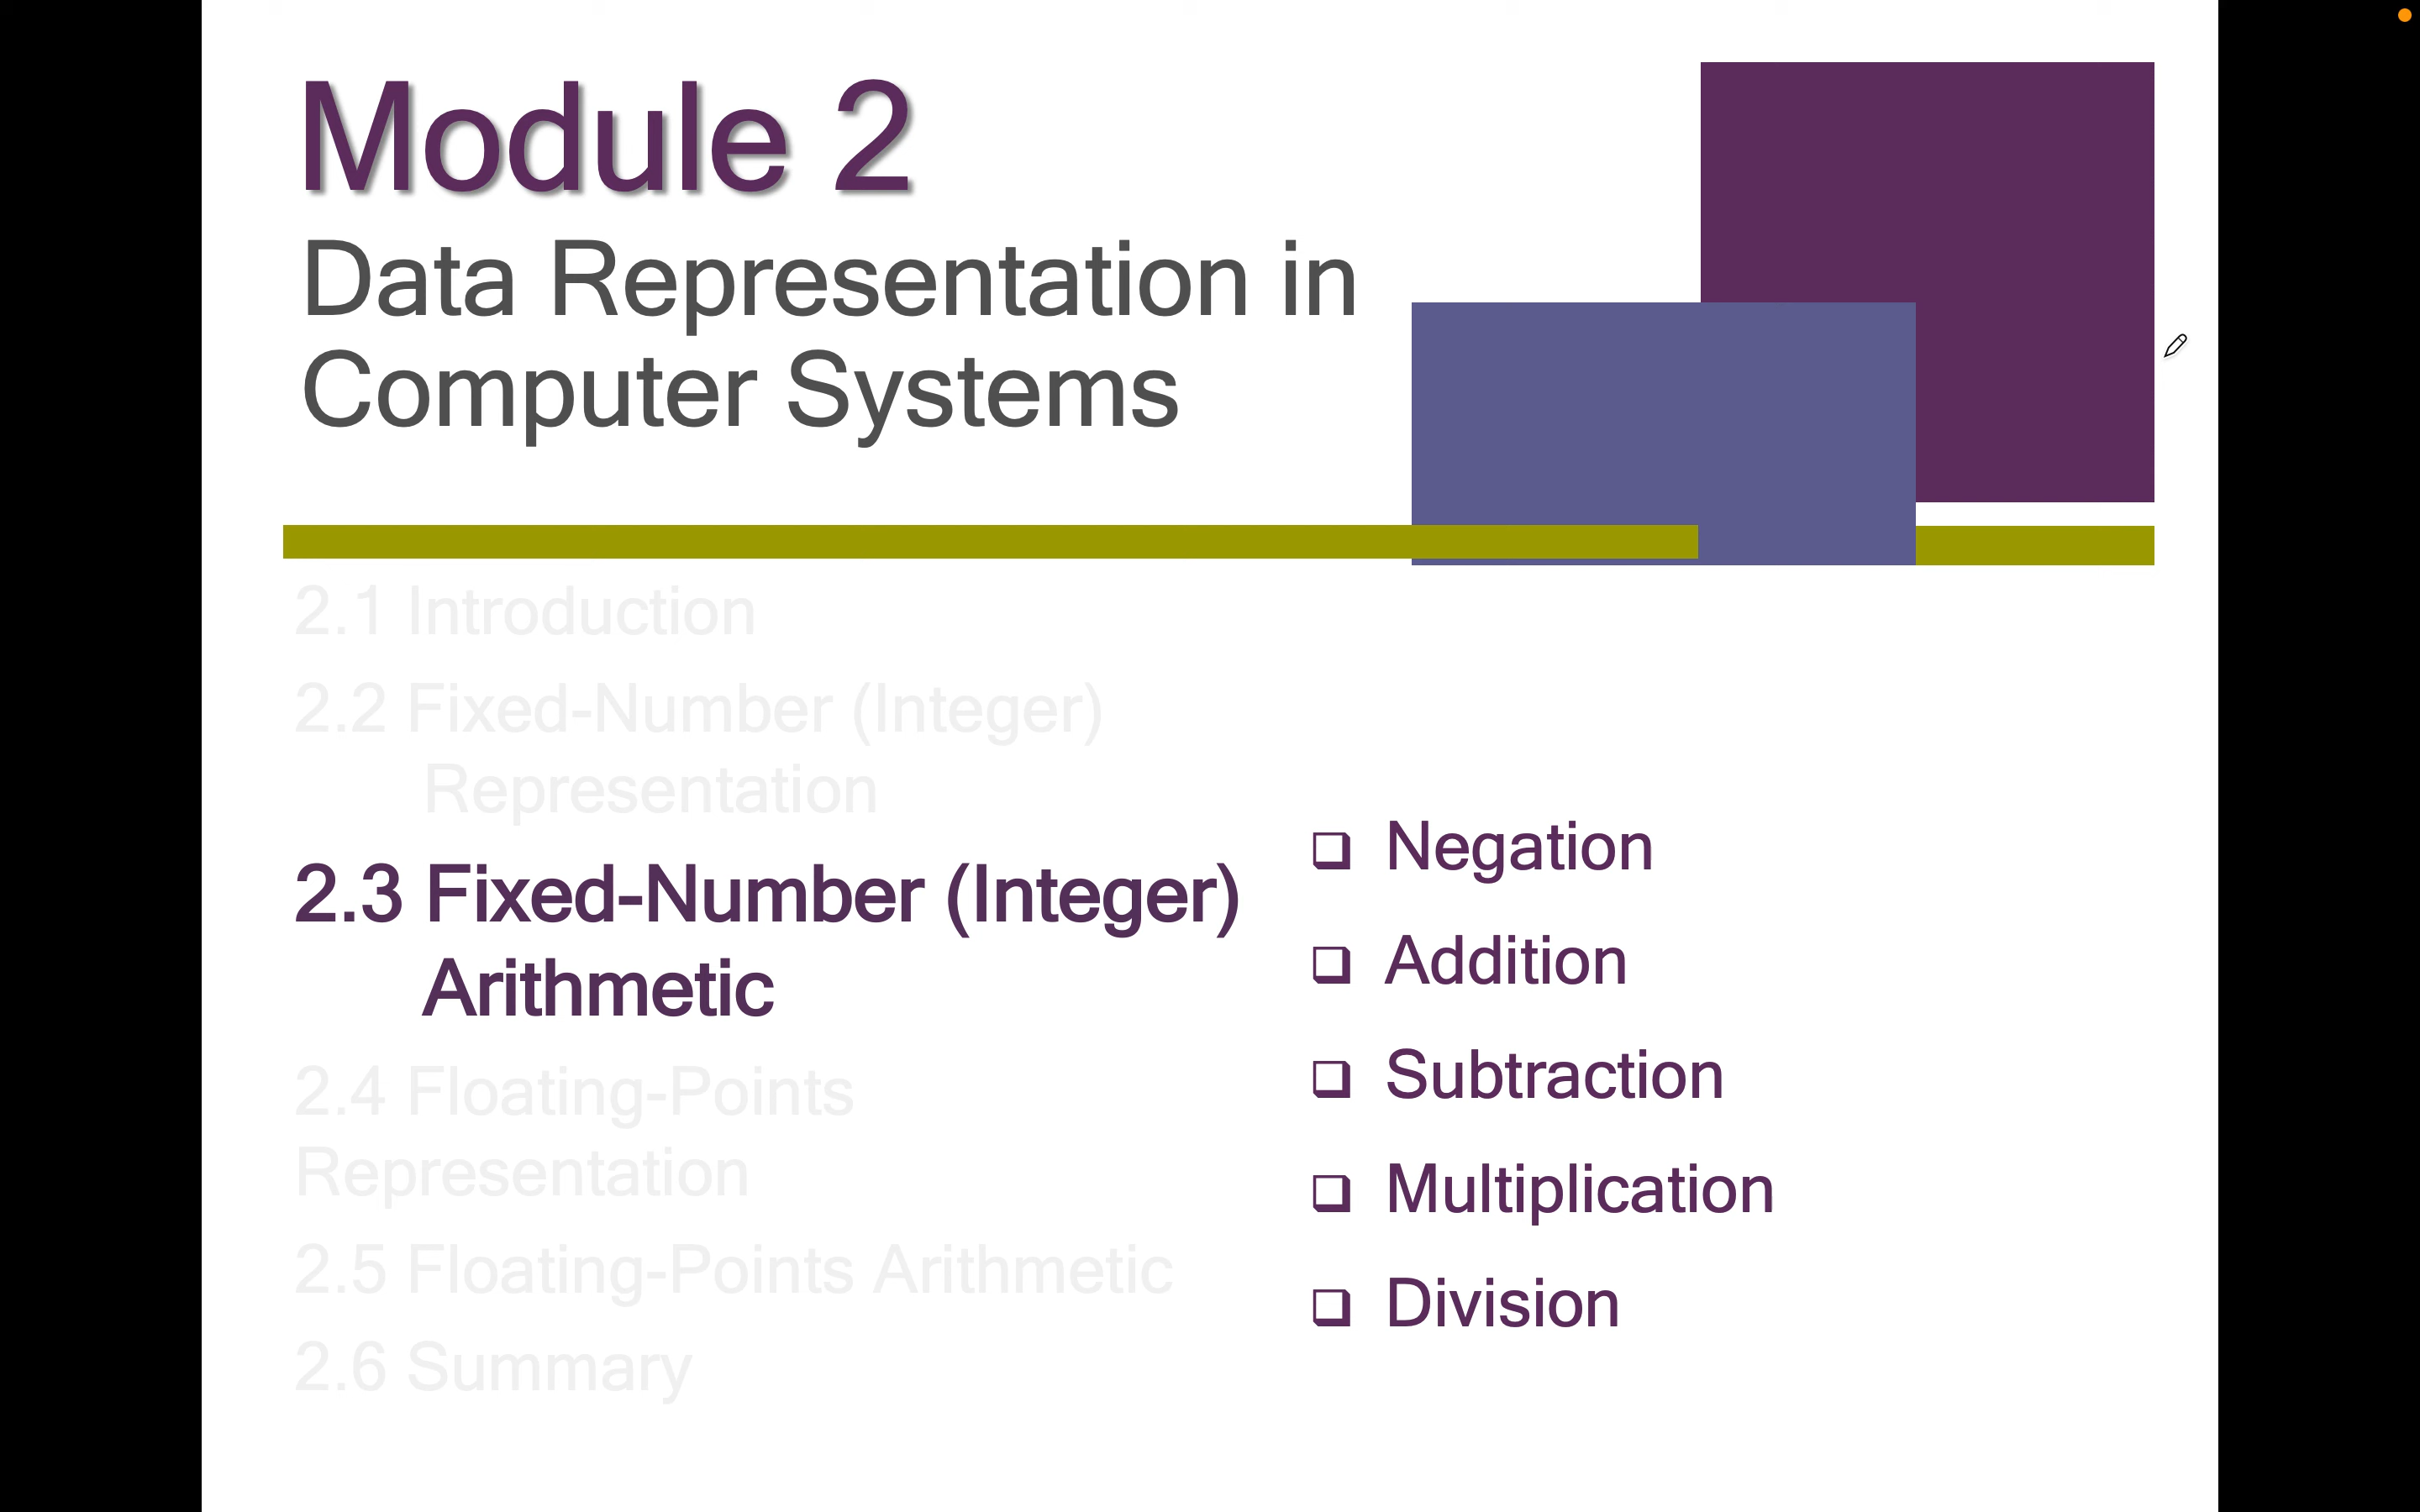 Module 2
Data Representation in
Computer Systems
2.1 Introduction
2.2 Fixed-Number (Integer)
Representation
2.3 Fixed-Number (Integer)
Arithmetic
2.4 Floating-Points
Representation
2.5 Floating-Points Arithmetic
2.6 Summary
❑ Negation
❑ Addition
❑ Subtraction
❑ Multiplication
❑ Division